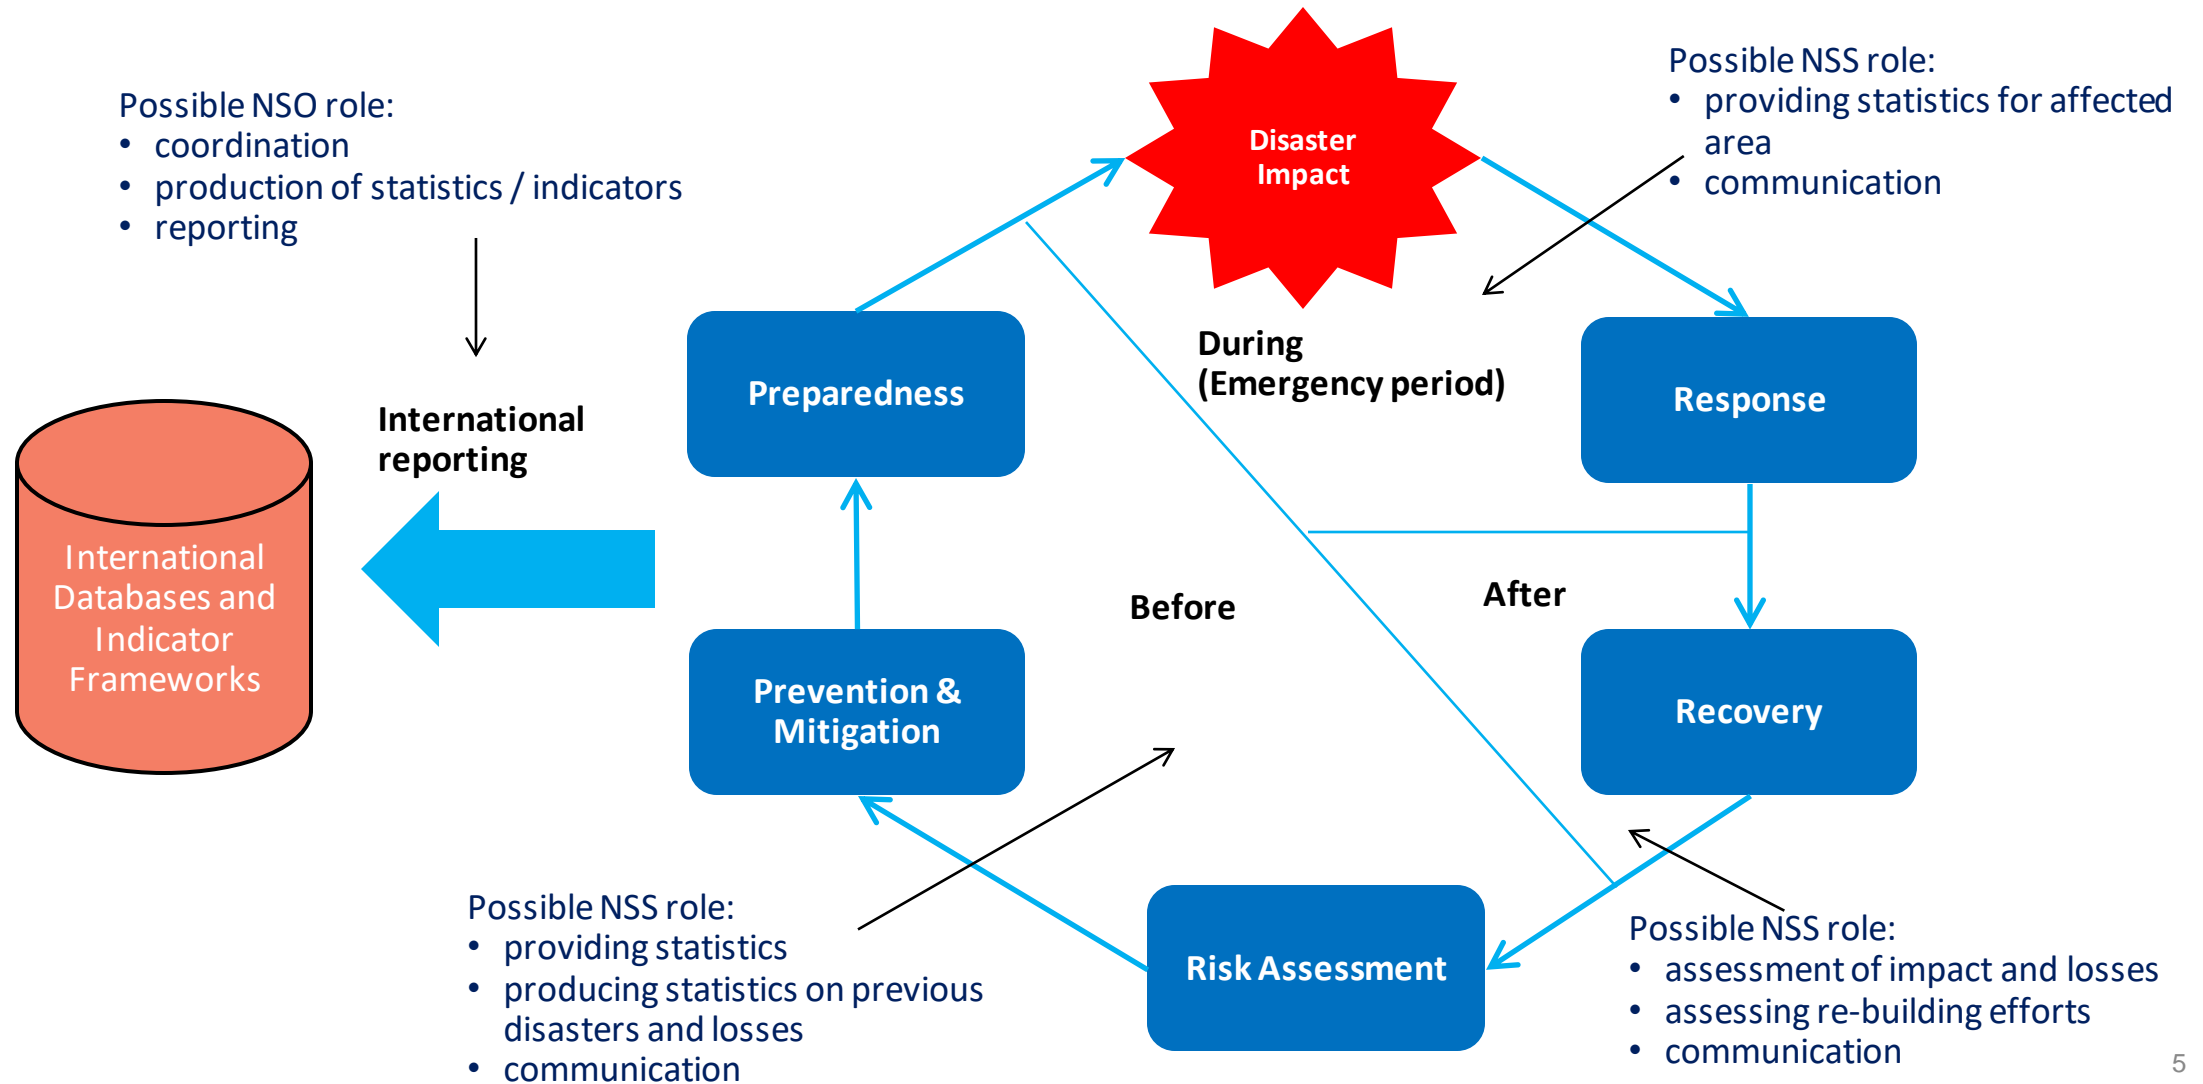 Possible NSO role:
• coordination
• production of statistics / indicators
• reporting
Disaster
Impact
Possible NSS role:
• providing statistics for affected
area
• communication
International
reporting
Preparedness
During
(Emergency period)
Response
International
Databases and
Indicator
Frameworks
Before
After
Prevention &
Mitigation
Recovery
Possible NSS role:
• providing statistics
• producing statistics on previous
disasters and losses
• communication
Risk Assessment
Possible NSS role:
• assessment of impact and losses
• assessing re-building efforts
• communication
5